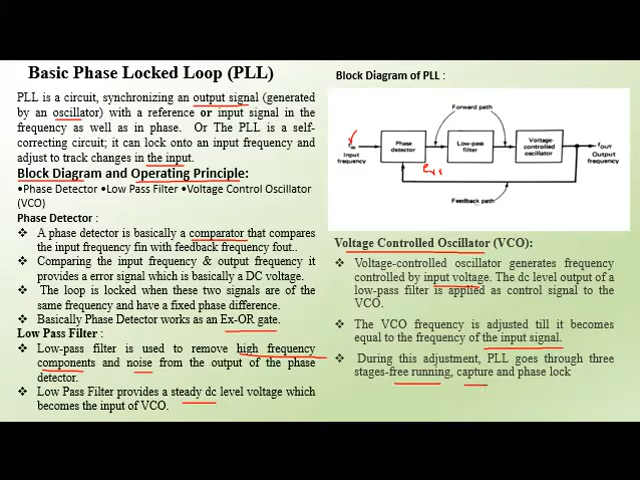 Basic Phase Locked Loop (PLL)
PLL is a circuit, synchronizing an output signal (generated
by an oscillator) with a reference or input signal in the
frequency as well as in phase. Or The PLL is a self-
correcting circuit; it can lock onto an input frequency and
adjust to track changes in the input.
Block Diagram and Operating Principle:
•Phase Detector •Low Pass Filter •Voltage Control Oscillator
(VCO)
Phase Detector :
❖ A phase detector is basically a comparator that compares
the input frequency fin with feedback frequency fout..
❖ Comparing the input frequency & output frequency it
provides a error signal which is basically a DC voltage.
❖ The loop is locked when these two signals are of the
same frequency and have a fixed phase difference.
❖ Basically Phase Detector works as an Ex-OR gate.
Low Pass Filter :
❖ Low-pass filter is used to remove high frequency
components and noise from the output of the phase
detector.
❖ Low Pass Filter provides a steady dc level voltage which
becomes the input of VCO.
Block Diagram of PLL :
Forward path
Input
frequency
Phase
detector
Low-pass
filter
Voltage-
controlled
oscillator
fOUT
Output
frequency
Feedback path
Voltage Controlled Oscillator (VCO):
❖ Voltage-controlled oscillator generates frequency
controlled by input voltage. The dc level output of a
low-pass filter is applied as control signal to the
VCO.
❖ The VCO frequency is adjusted till it becomes
equal to the frequency of the input signal.
❖ During this adjustment, PLL goes through three
stages-free running, capture and phase lock